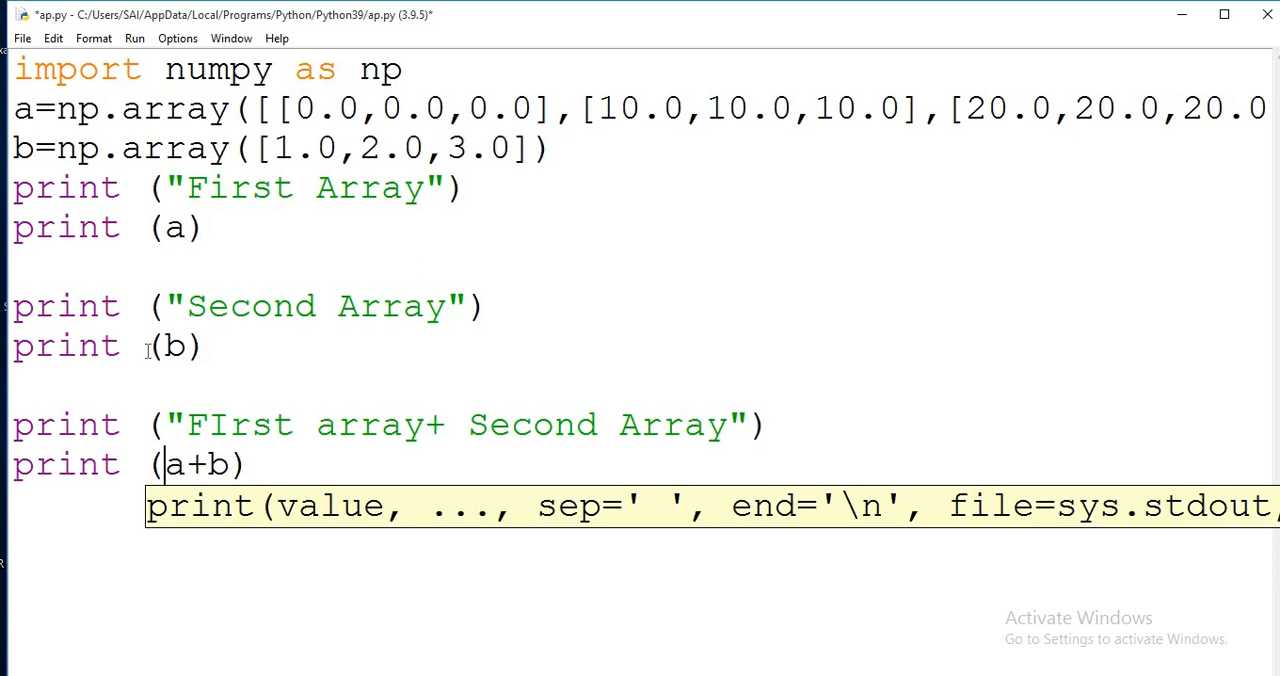 *ap.py - C:/Users/SAI/AppData/Local/Programs/Python/Python39/ap.py (3.9.5)*
File Edit Format Run Options Window Help
import numpy as np
a=np.array([[0.0,0.0,0.0],[10.0,10.0,10.0],[20.0,20.0,20.0
b=np.array([1.0,2.0,3.0])
print ("First Array")
print (a)
print ("Second Array")
print (b)
print ("FIrst array+ Second Array")
print (a+b)
print(value, ..., sep=' ', end='\n', file=sys.stdout,
Activate Windows
Go to Settings to activate Windows.